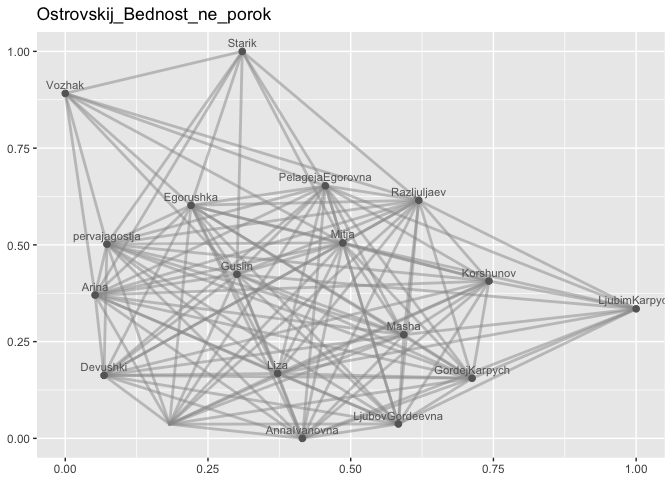 Ostrovskij_Bednost_ne_porok
Starik
1.00
Vozhak
0.75
PelagejaEgorovna
Razljuljaev
Egorushka
pervajagostja
Mitja
0.50
Guslin
Korshunov
Arina
LjubimKarpyc
Masha
0.25
Devushki
Liza
GordejKarpych
LjubovGordeevna
AnnaIvanovna
0.00
0.00 0.25 0.50 0.75 1.00